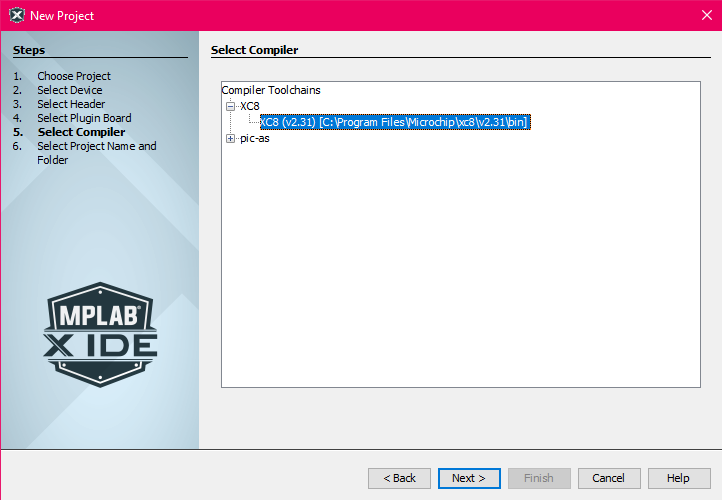 New Project
Steps
1. Choose Project
2. Select Device
3. Select Header
4. Select Plugin Board
5. Select Compiler
6. Select Project Name and
Folder
MPLAB®
X IDE
Select Compiler
Compiler Toolchains
XC8
XC8 (v2.31) [C:\Program Files\Microchip\xc8\v2.31\bin]
pic-as
< Back
Next >
Finish
Cancel
Help